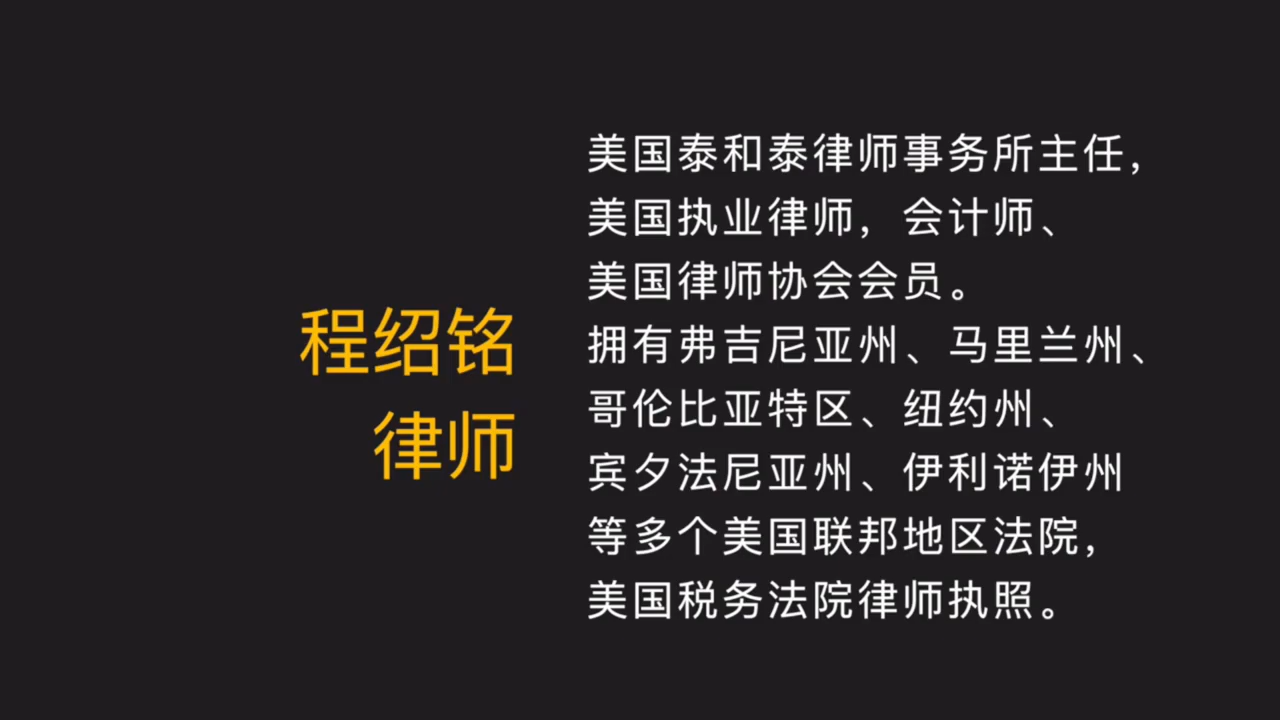 程绍铭
律师
美国泰和泰律师事务所主任，
美国执业律师，会计师、
美国律师协会会员。
拥有弗吉尼亚州、马里兰州、
哥伦比亚特区、纽约州、
宾夕法尼亚州、伊利诺伊州
等多个美国联邦地区法院，
美国税务法院律师执照。